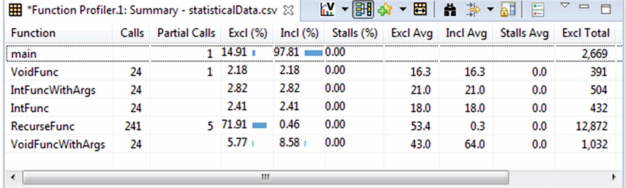 *Function Profiler.1: Summary - statisticalData.csv
Function Calls Partial Calls Excl (%) Incl (%) Stalls (%) Excl Avg Incl Avg Stalls Avg Excl Total
main 1 14.91 97.81 0.00 2,669
VoidFunc 24 1 2.18 2.18 0.00 16.3 16.3 0.0 391
IntFuncWithArgs 24 2.82 2.82 0.00 21.0 21.0 0.0 504
IntFunc 24 2.41 2.41 0.00 18.0 18.0 0.0 432
RecurseFunc 241 5 71.91 0.46 0.00 53.4 0.3 0.0 12,872
VoidFuncWithArgs 24 5.77 8.58 0.00 43.0 64.0 0.0 1,032